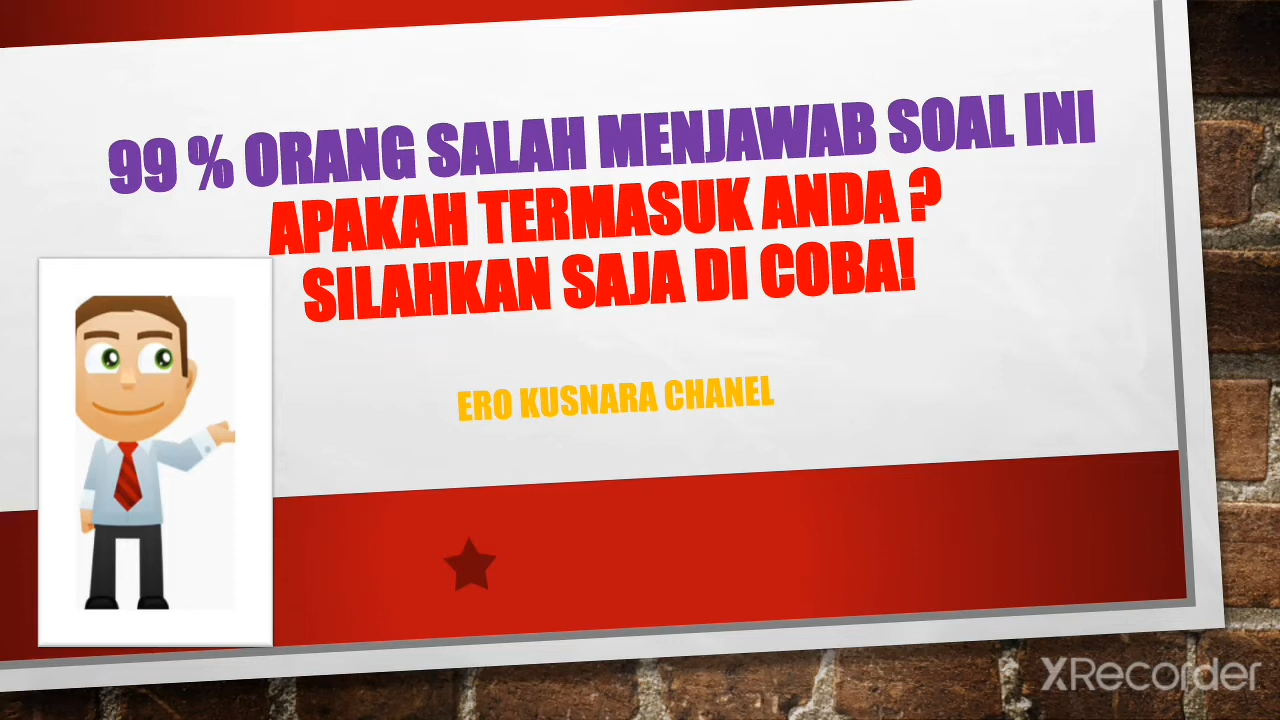 99 % ORANG SALAH MENJAWAB SOAL INI
APAKAH TERMASUK ANDA ?
SILAHKAN SAJA DI COBA!
ERO KUSNARA CHANEL
XRecorder